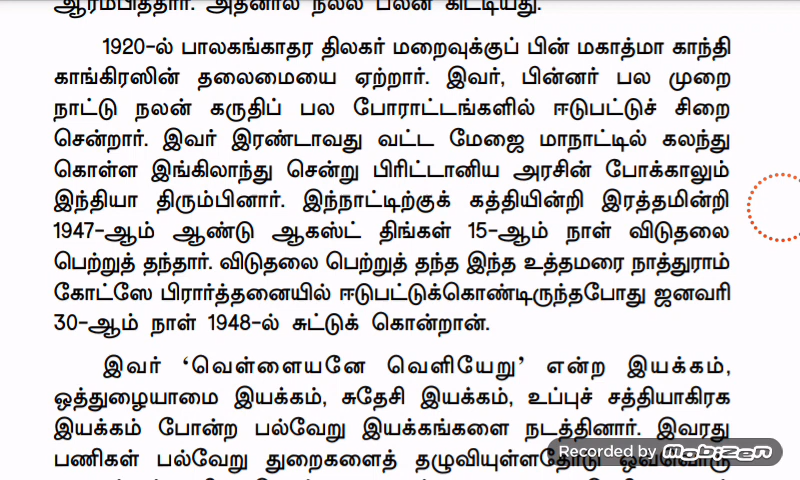 ஆரம்பித்தார். அதனால் நல்ல பலன் கிட்டியது.
1920-ல் பாலகங்காதர திலகர் மறைவுக்குப் பின் மகாத்மா காந்தி
காங்கிரஸின் தலைமையை ஏற்றார். இவர், பின்னர் பல முறை
நாட்டு நலன் கருதிப் பல போராட்டங்களில் ஈடுபட்டுச் சிறை
சென்றார். இவர் இரண்டாவது வட்ட மேஜை மாநாட்டில் கலந்து
கொள்ள இங்கிலாந்து சென்று பிரிட்டானிய அரசின் போக்காலும்
இந்தியா திரும்பினார். இந்நாட்டிற்குக் கத்தியின்றி இரத்தமின்றி
1947-ஆம் ஆண்டு ஆகஸ்ட் திங்கள் 15-ஆம் நாள் விடுதலை
பெற்றுத் தந்தார். விடுதலை பெற்றுத் தந்த இந்த உத்தமரை நாத்துராம்
கோட்ஸே பிரார்த்தனையில் ஈடுபட்டுக்கொண்டிருந்தபோது ஜனவரி
30-ஆம் நாள் 1948-ல் சுட்டுக் கொன்றான்.
இவர் ‘வெள்ளையனே வெளியேறு’ என்ற இயக்கம்,
ஒத்துழையாமை இயக்கம், சுதேசி இயக்கம், உப்புச் சத்தியாகிரக
இயக்கம் போன்ற பல்வேறு இயக்கங்களை நடத்தினார். இவரது
பணிகள் பல்வேறு துறைகளைத் தழுவியுள்ளதோடு ஒவ்வொரு
Recorded by Mobizen